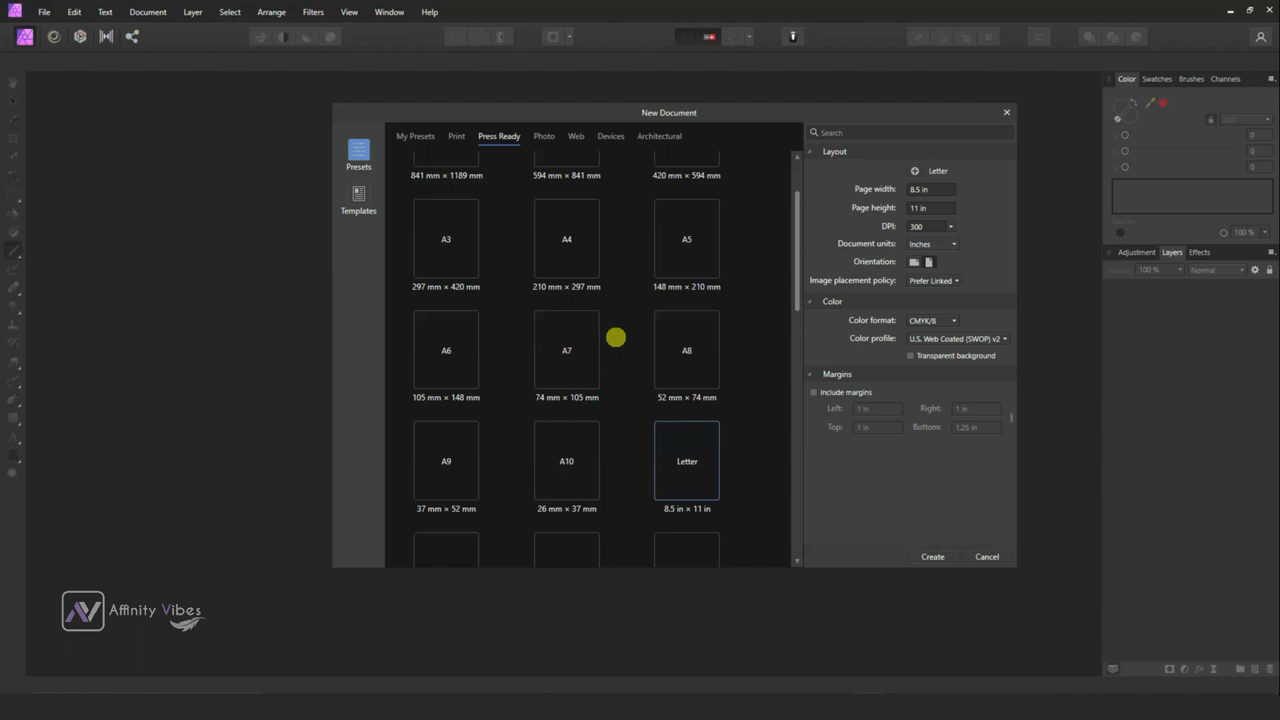 File Edit Text Document Layer Select Arrange Filters View Window Help
New Document
Color Swatches Brushes Channels
0
0
0
100 %
Adjustment Layers Effects
100 % Normal
Presets
Templates
My Presets Print Press Ready Photo Web Devices Architectural
841 mm × 1189 mm 594 mm × 841 mm 420 mm × 594 mm
A3 A4 A5
297 mm × 420 mm 210 mm × 297 mm 148 mm × 210 mm
A6 A7 A8
105 mm × 148 mm 74 mm × 105 mm 52 mm × 74 mm
A9 A10 Letter
37 mm × 52 mm 26 mm × 37 mm 8.5 in × 11 in
Search
Layout
Letter
Page width: 8.5 in
Page height: 11 in
DPI: 300
Document units: Inches
Orientation:
Image placement policy: Prefer Linked
Color
Color format: CMYK/8
Color profile: U.S. Web Coated (SWOP) v2
Transparent background
Margins
Include margins
Left: 1 in Right: 1 in
Top: 1 in Bottom: 1.25 in
Create Cancel
Affinity Vibes